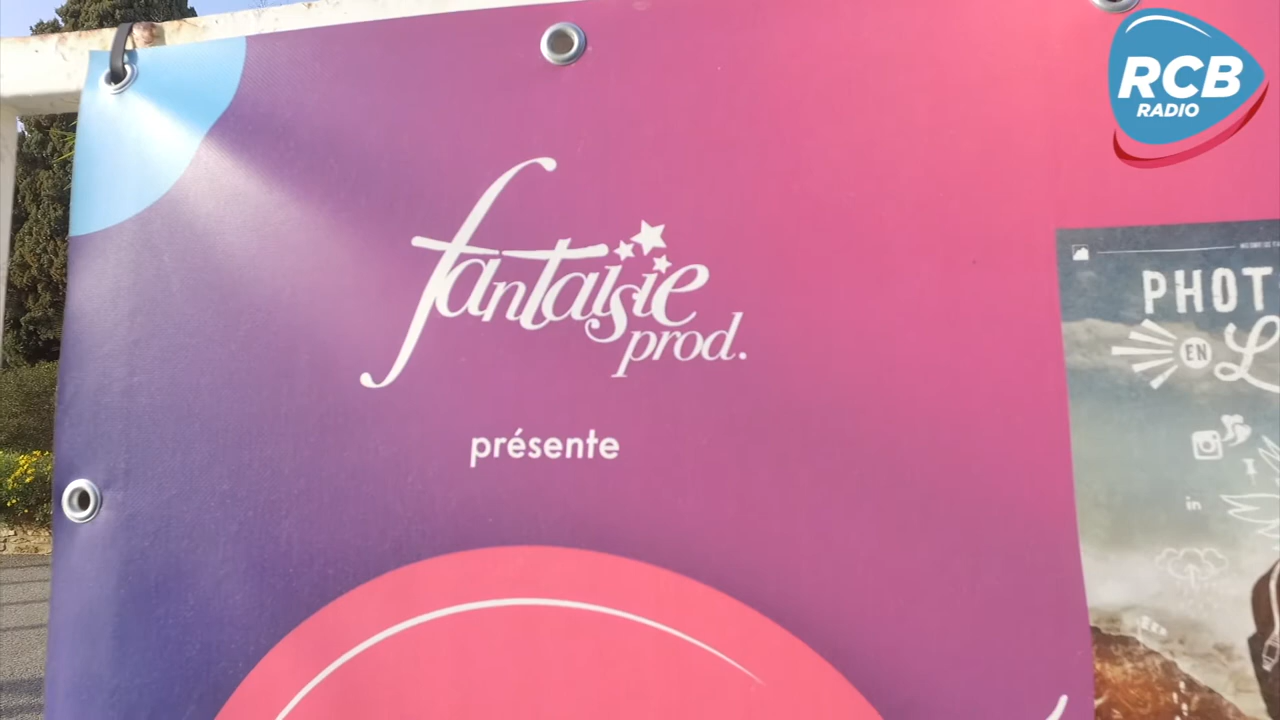 RCB
RADIO
fantaisie
prod.
présente
PHOT
EN
in